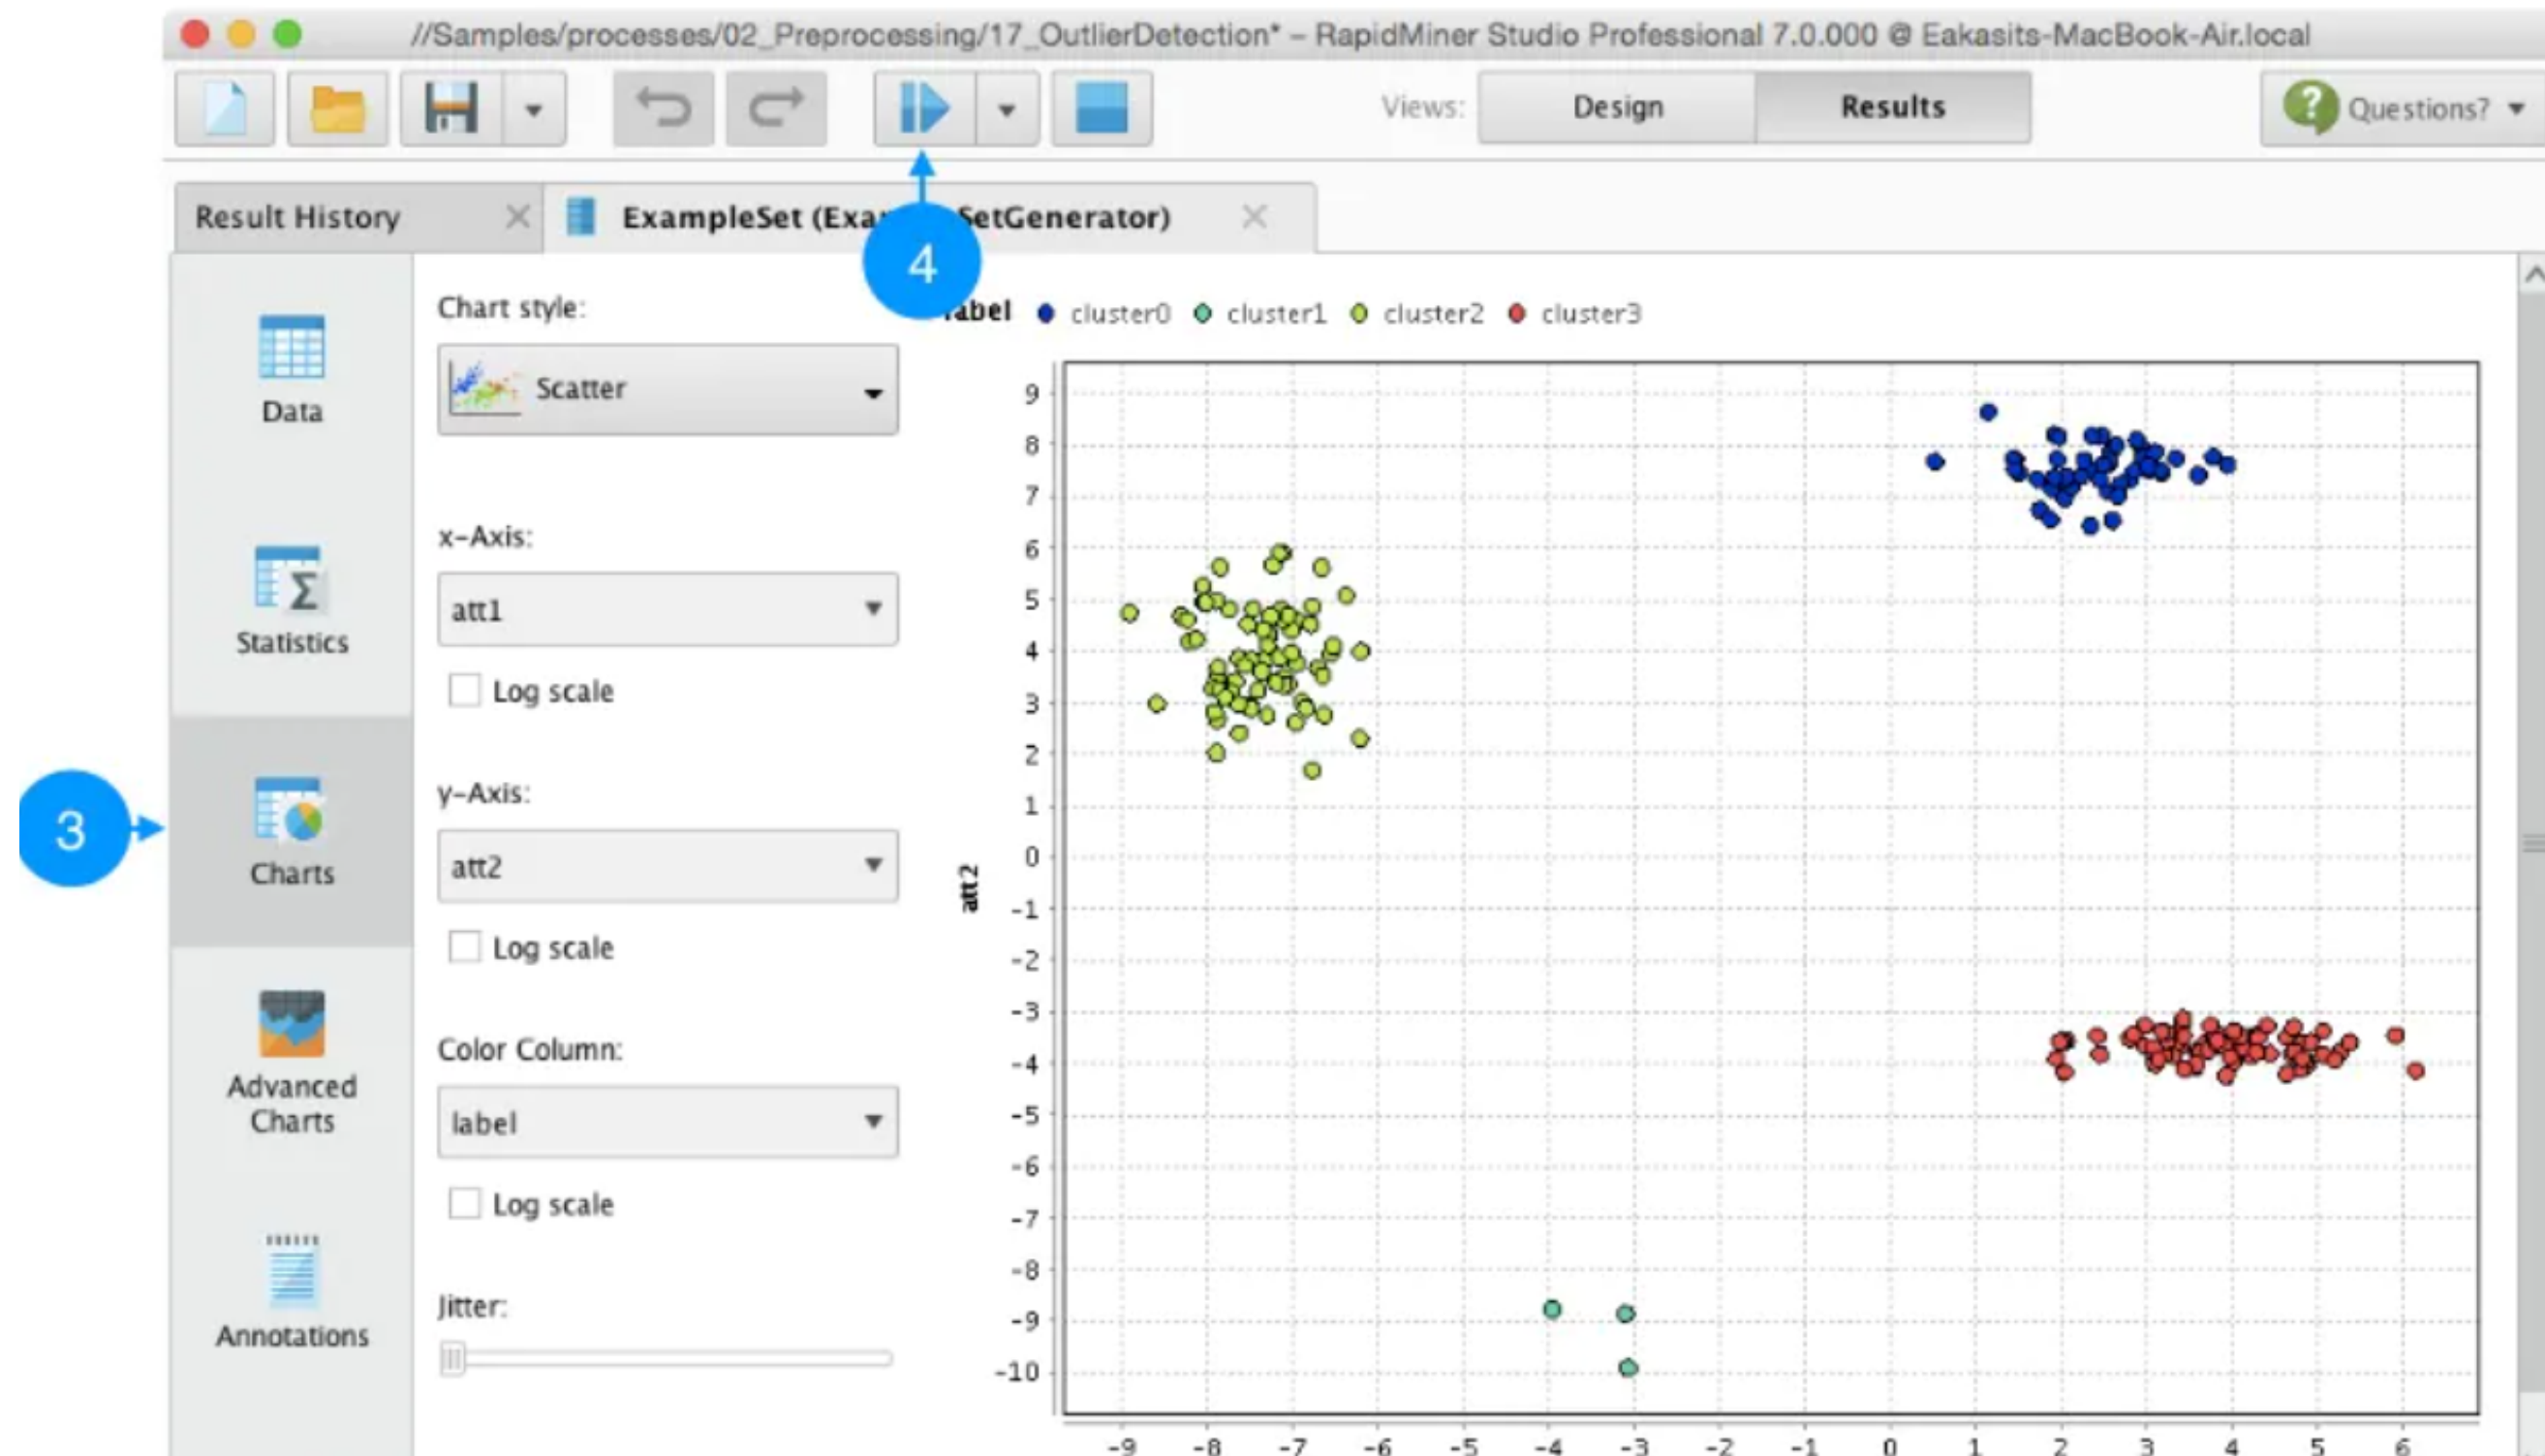 //Samples/processes/02_Preprocessing/17_OutlierDetection* – RapidMiner Studio Professional 7.0.000 @ Eakasits-MacBook-Air.local
Views: Design Results Questions?
Result History ExampleSet (Exa SetGenerator)
4
Data
Statistics
3
Charts
Advanced
Charts
Annotations
Chart style:
Scatter
x-Axis:
att1
Log scale
y-Axis:
att2
Log scale
Color Column:
label
Log scale
Jitter:
label cluster0 cluster1 cluster2 cluster3
9
8
7
6
5
4
3
2
1
0
-1
-2
-3
-4
-5
-6
-7
-8
-9
-10
att2
-9 -8 -7 -6 -5 -4 -3 -2 -1 0 1 2 3 4 5 6